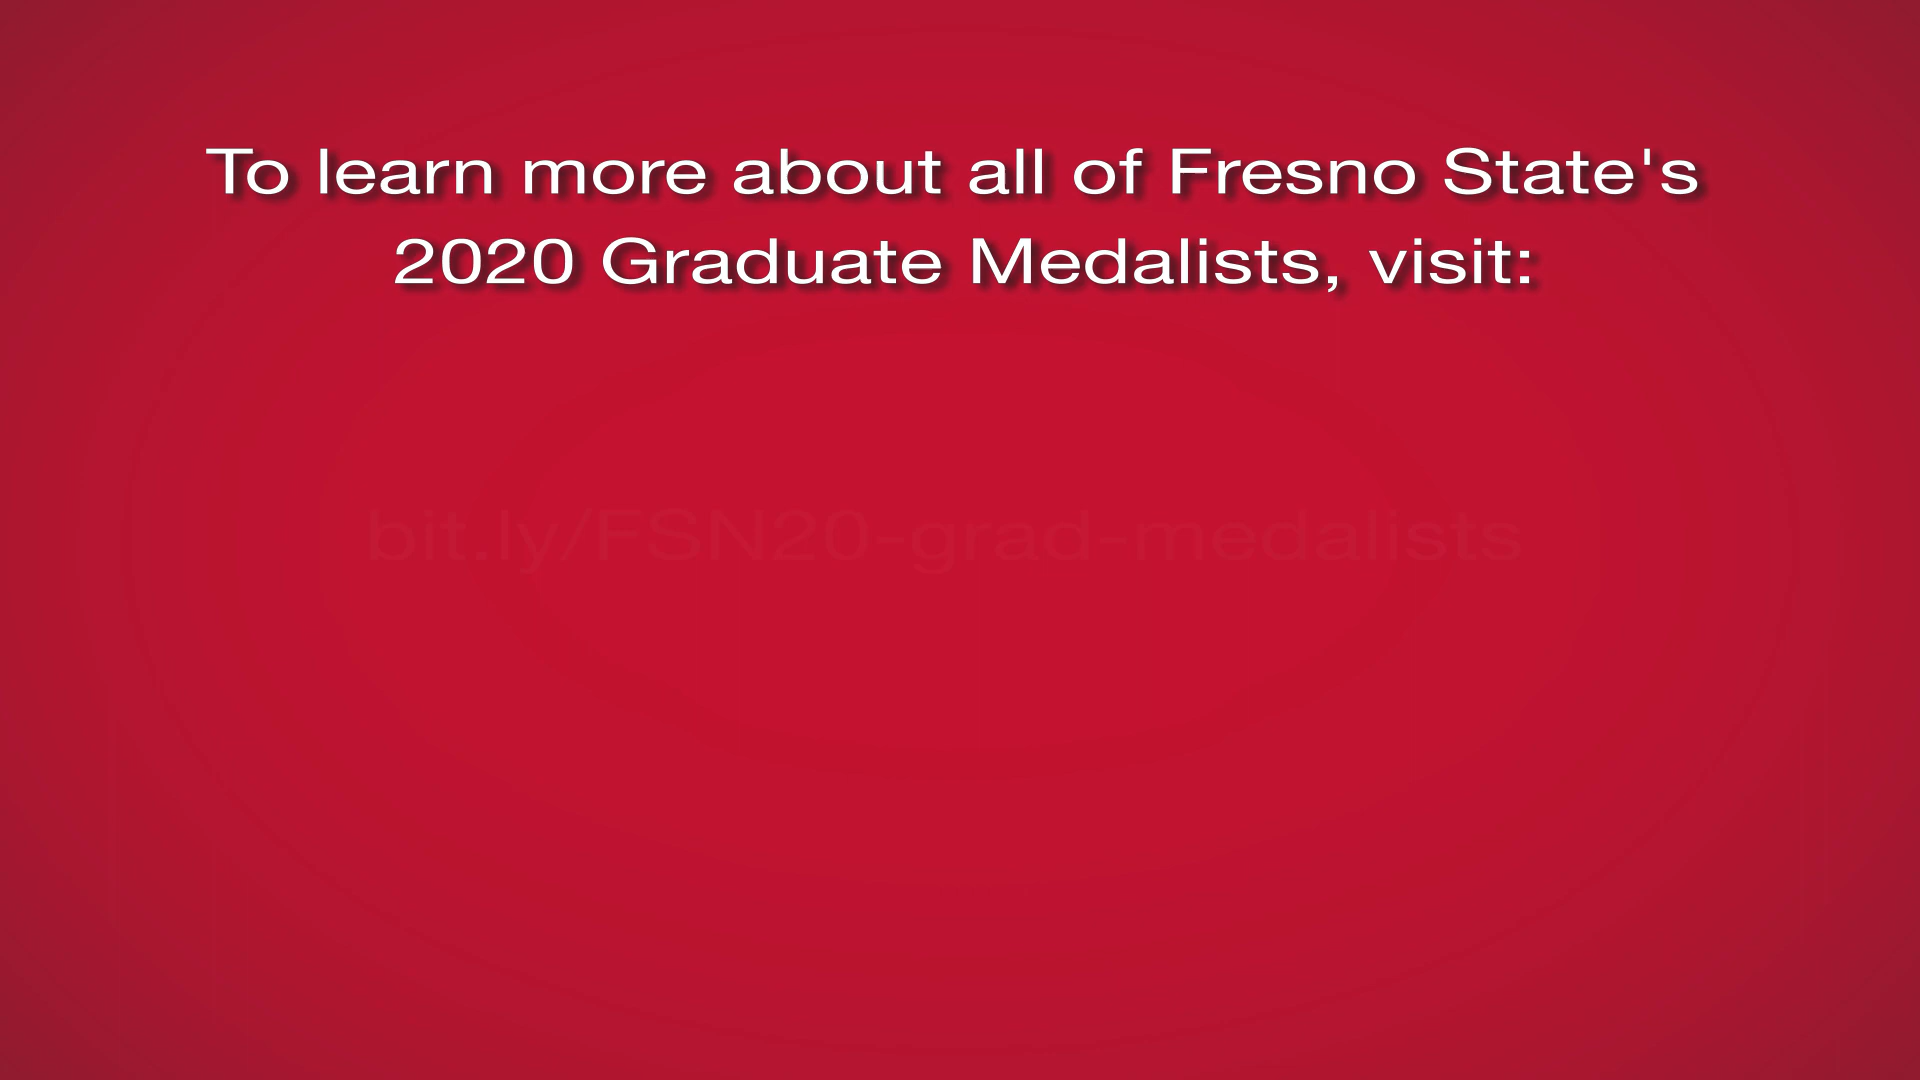 To learn more about all of Fresno State's
2020 Graduate Medalists, visit:
bit.ly/FSN20-grad-medalists